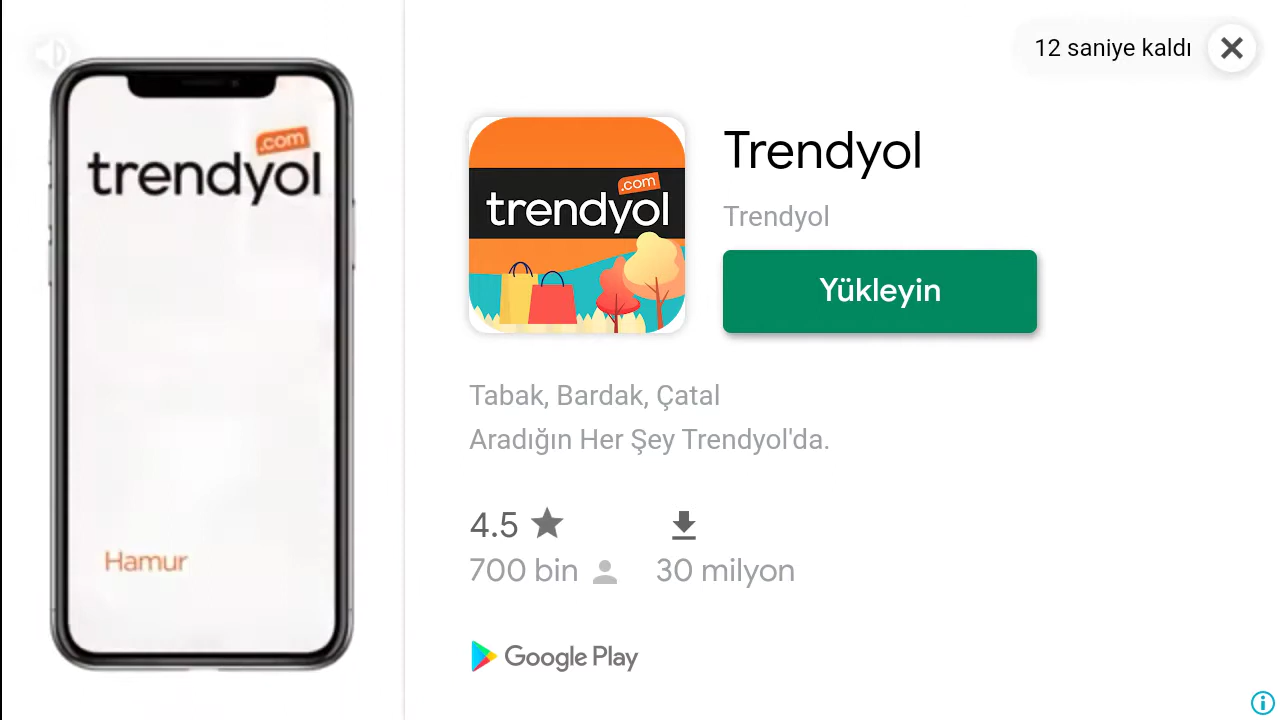 12 saniye kaldı
.com
trendyol
Hamur
.com
trendyol
Trendyol
Trendyol
Yükleyin
Tabak, Bardak, Çatal
Aradığın Her Şey Trendyol'da.
4.5
700 bin
30 milyon
Google Play